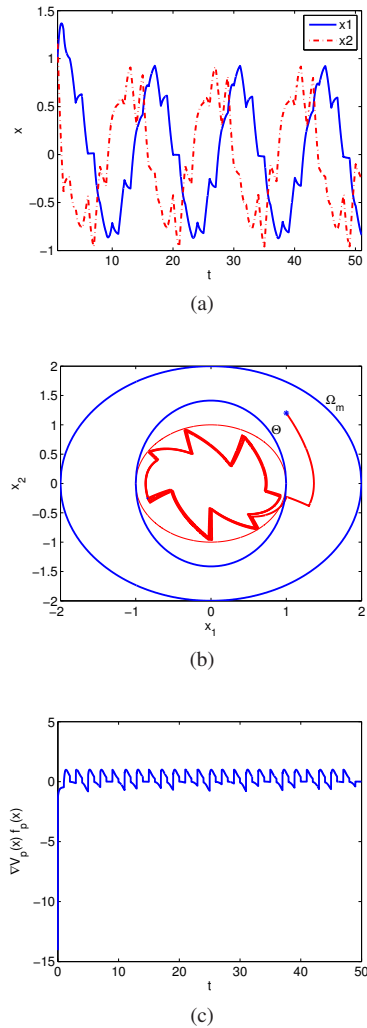 1.5
1
0.5
0
−0.5
−1
x
10 20 30 40 50
t
x1
x2
(a)
2
1.5
1
0.5
0
−0.5
−1
−1.5
−2
x_2
−2 −1 0 1 2
x_1
Θ
Ω_m
(b)
5
0
−5
−10
−15
∇V_p(x) f_p(x)
0 10 20 30 40 50
t
(c)